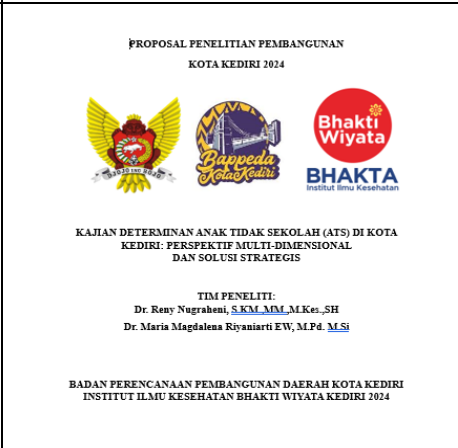 PROPOSAL PENELITIAN PEMBANGUNAN
KOTA KEDIRI 2024
DJOJO ING BOJO
Bappeda
Kota Kediri
Bhakti
Wiyata
BHAKTA
Institut Ilmu Kesehatan
KAJIAN DETERMINAN ANAK TIDAK SEKOLAH (ATS) DI KOTA
KEDIRI: PERSPEKTIF MULTI-DIMENSIONAL
DAN SOLUSI STRATEGIS
TIM PENELITI:
Dr. Reny Nugraheni, S.KM.,MM.,M.Kes.,SH
Dr. Maria Magdalena Riyaniarti EW, M.Pd. M.Si
BADAN PERENCANAAN PEMBANGUNAN DAERAH KOTA KEDIRI
INSTITUT ILMU KESEHATAN BHAKTI WIYATA KEDIRI 2024